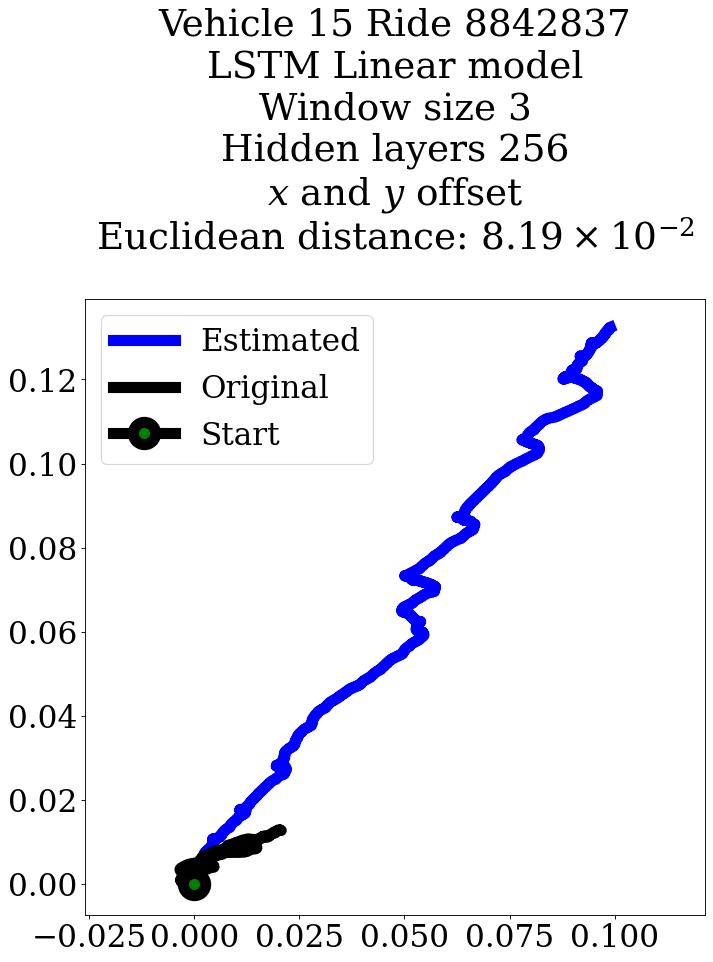 Vehicle 15 Ride 8842837
LSTM Linear model
Window size 3
Hidden layers 256
x and y offset
Euclidean distance: 8.19 × 10⁻²
Estimated
Original
Start
0.12
0.10
0.08
0.06
0.04
0.02
0.00
−0.025 0.000 0.025 0.050 0.075 0.100